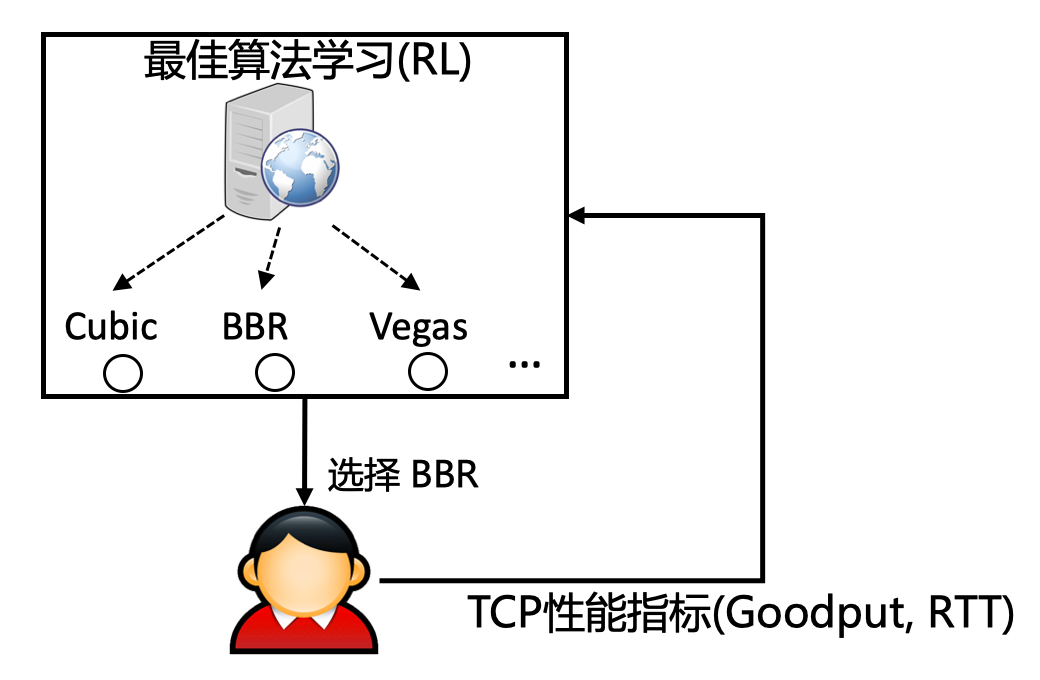 最佳算法学习(RL)
Cubic BBR Vegas
...
选择 BBR
TCP性能指标(Goodput, RTT)